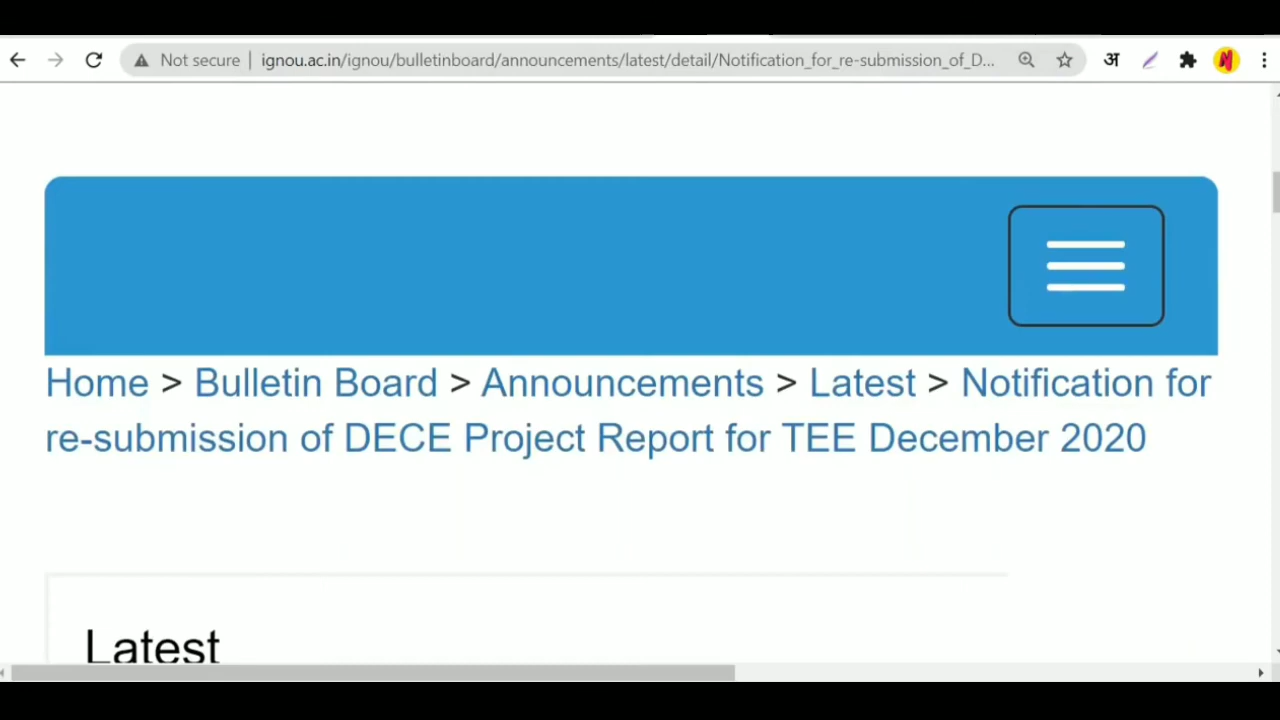 Not secure | ignou.ac.in/ignou/bulletinboard/announcements/latest/detail/Notification_for_re-submission_of_D... अ
Home > Bulletin Board > Announcements > Latest > Notification for
re-submission of DECE Project Report for TEE December 2020
Latest